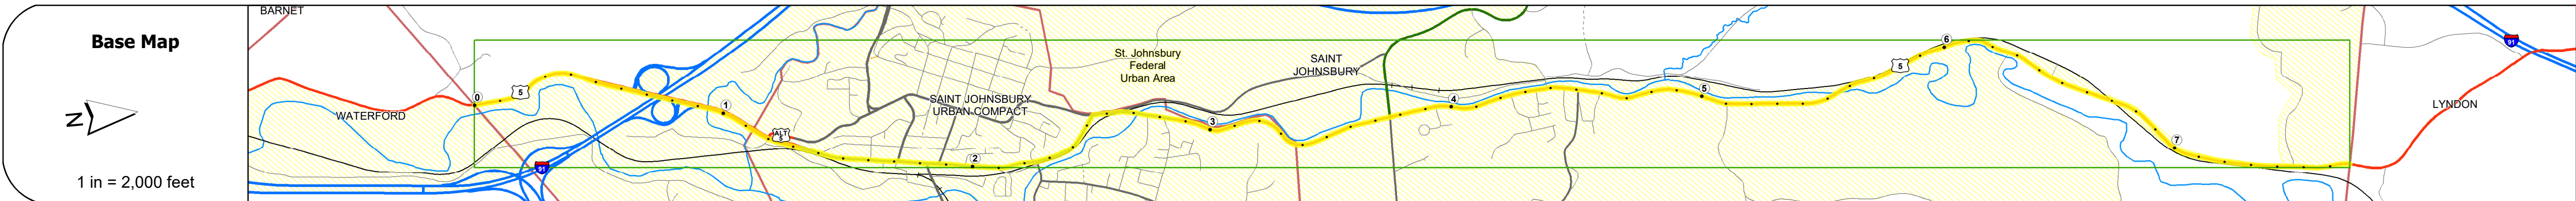 Base Map
N
1 in = 2,000 feet
BARNET
WATERFORD
0
5
91
1
ALT
5
SAINT JOHNSBURY
URBAN COMPACT
2
St. Johnsbury
Federal
Urban Area
3
SAINT
JOHNSBURY
4
5
5
6
7
91
LYNDON